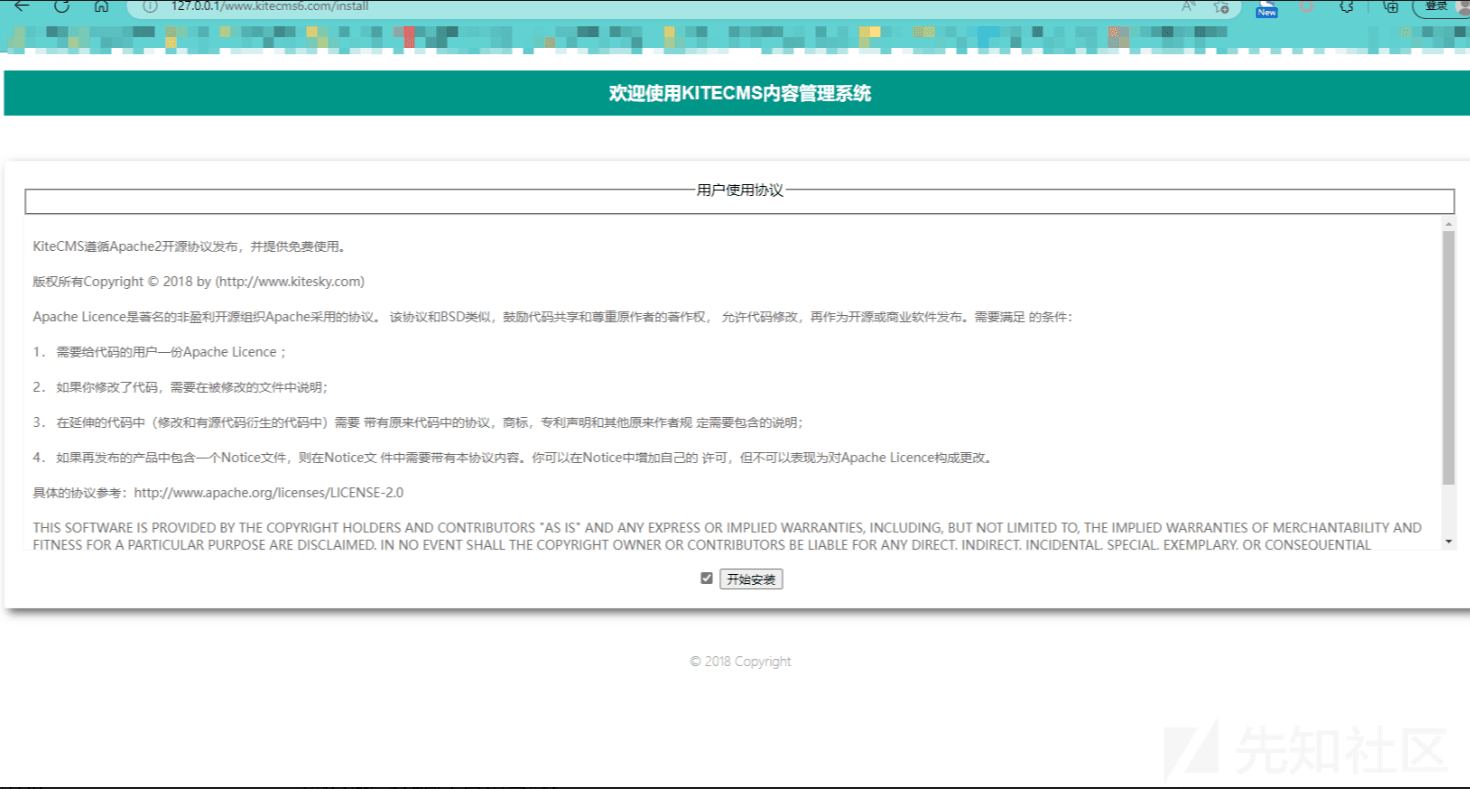 127.0.0.1/www.kitecms6.com/install
A
New
登录
欢迎使用KITECMS内容管理系统
用户使用协议
KiteCMS遵循Apache2开源协议发布，并提供免费使用。
版权所有Copyright © 2018 by (http://www.kitesky.com)
Apache Licence是著名的非盈利开源组织Apache采用的协议。 该协议和BSD类似，鼓励代码共享和尊重原作者的著作权， 允许代码修改，再作为开源或商业软件发布。需要满足 的条件：
1. 需要给代码的用户一份Apache Licence ；
2. 如果你修改了代码，需要在被修改的文件中说明；
3. 在延伸的代码中（修改和有源代码衍生的代码中）需要 带有原来代码中的协议，商标，专利声明和其他原来作者规 定需要包含的说明；
4. 如果再发布的产品中包含一个Notice文件，则在Notice文 件中需要带有本协议内容。你可以在Notice中增加自己的 许可，但不可以表现为对Apache Licence构成更改。
具体的协议参考：http://www.apache.org/licenses/LICENSE-2.0
THIS SOFTWARE IS PROVIDED BY THE COPYRIGHT HOLDERS AND CONTRIBUTORS "AS IS" AND ANY EXPRESS OR IMPLIED WARRANTIES, INCLUDING, BUT NOT LIMITED TO, THE IMPLIED WARRANTIES OF MERCHANTABILITY AND
FITNESS FOR A PARTICULAR PURPOSE ARE DISCLAIMED. IN NO EVENT SHALL THE COPYRIGHT OWNER OR CONTRIBUTORS BE LIABLE FOR ANY DIRECT, INDIRECT, INCIDENTAL, SPECIAL, EXEMPLARY, OR CONSEQUENTIAL
开始安装
© 2018 Copyright
先知社区